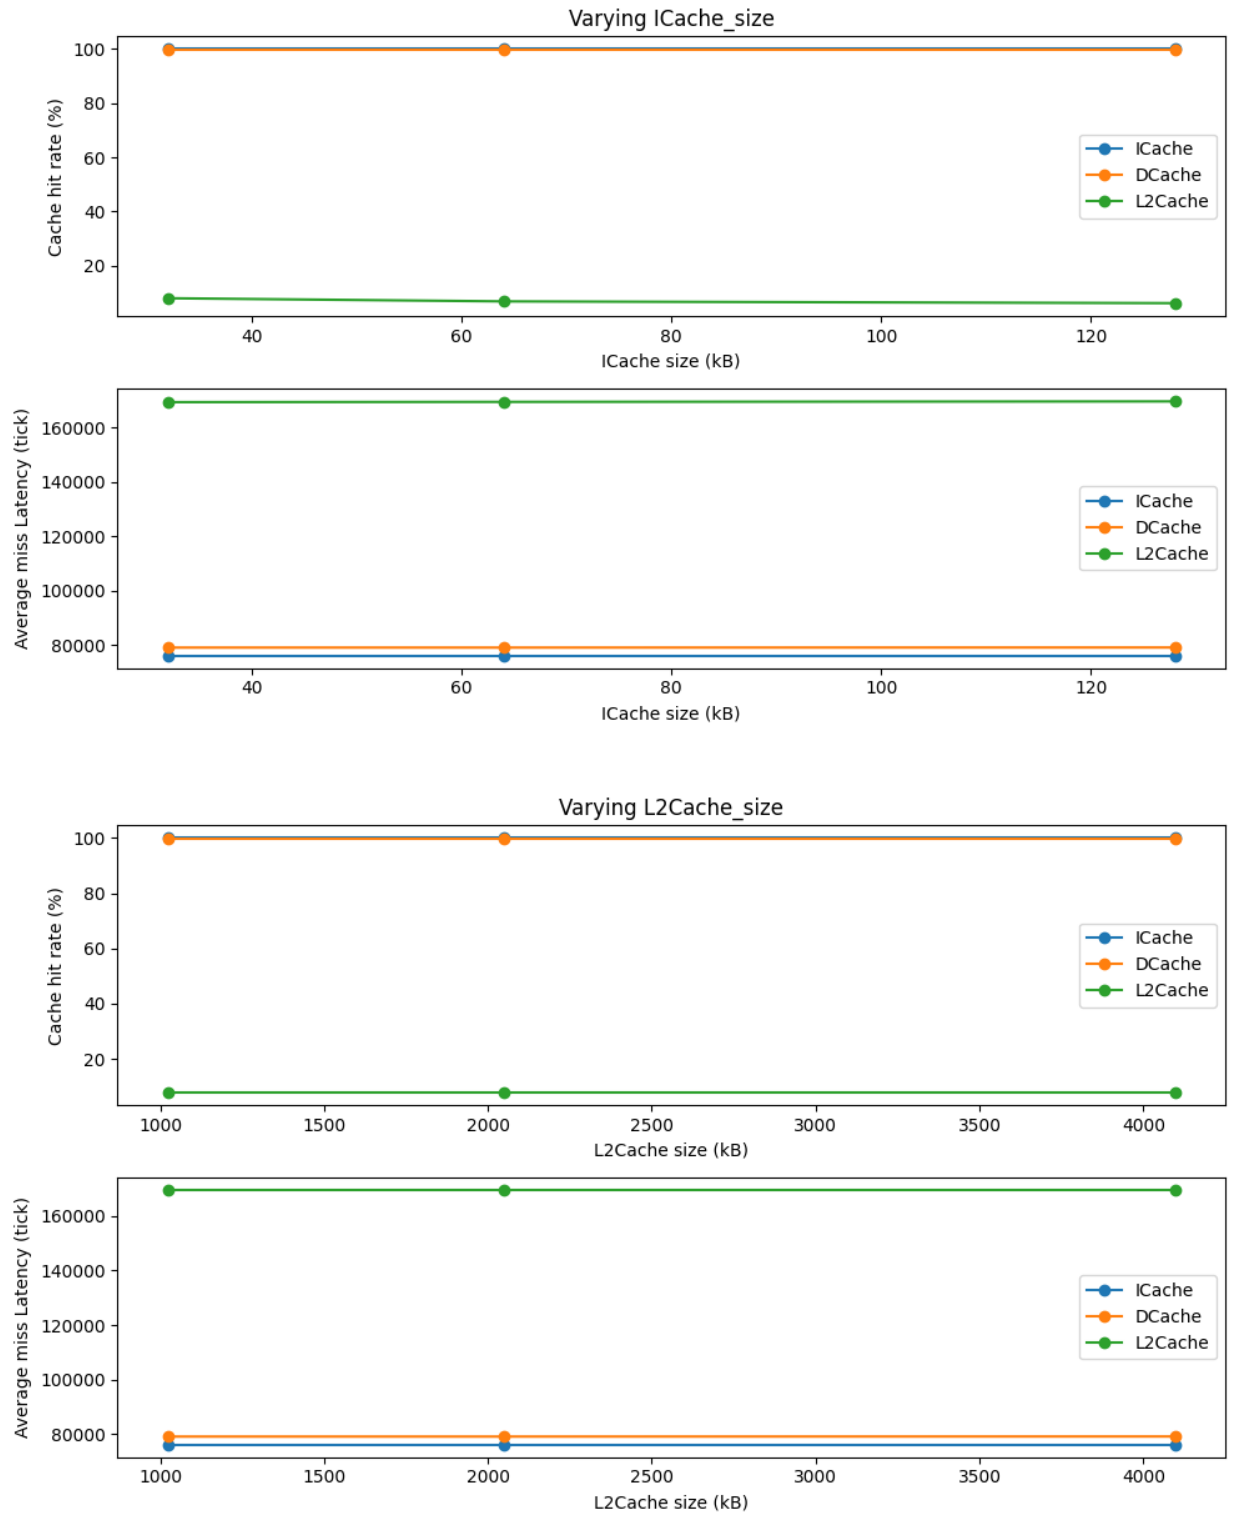 Varying ICache_size
Cache hit rate (%)
100
80
60
40
20
ICache
DCache
L2Cache
40
60
80
100
120
ICache size (kB)
Average miss Latency (tick)
160000
140000
120000
100000
80000
ICache
DCache
L2Cache
40
60
80
100
120
ICache size (kB)
Varying L2Cache_size
Cache hit rate (%)
100
80
60
40
20
ICache
DCache
L2Cache
1000
1500
2000
2500
3000
3500
4000
L2Cache size (kB)
Average miss Latency (tick)
160000
140000
120000
100000
80000
ICache
DCache
L2Cache
1000
1500
2000
2500
3000
3500
4000
L2Cache size (kB)